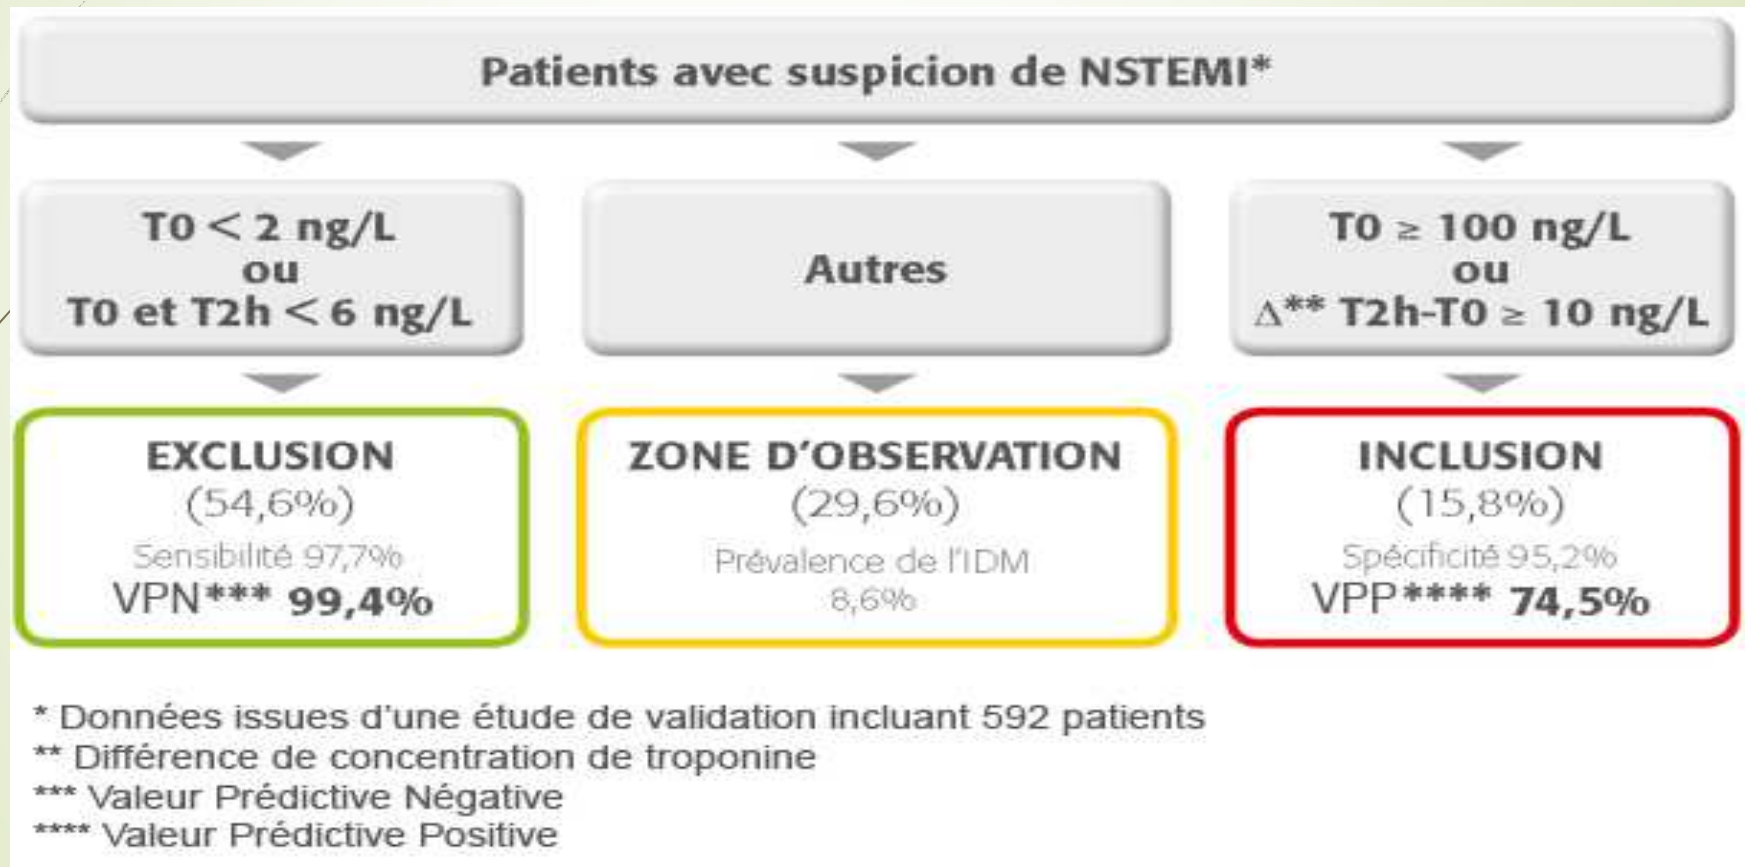 Patients avec suspicion de NSTEMI*
T0 < 2 ng/L
ou
T0 et T2h < 6 ng/L
Autres
T0 ≥ 100 ng/L
ou
Δ** T2h-T0 ≥ 10 ng/L
EXCLUSION
(54,6%)
Sensibilité 97,7%
VPN*** 99,4%
ZONE D'OBSERVATION
(29,6%)
Prévalence de l'IDM
8,6%
INCLUSION
(15,8%)
Spécificité 95,2%
VPP**** 74,5%
* Données issues d'une étude de validation incluant 592 patients
** Différence de concentration de troponine
*** Valeur Prédictive Négative
**** Valeur Prédictive Positive